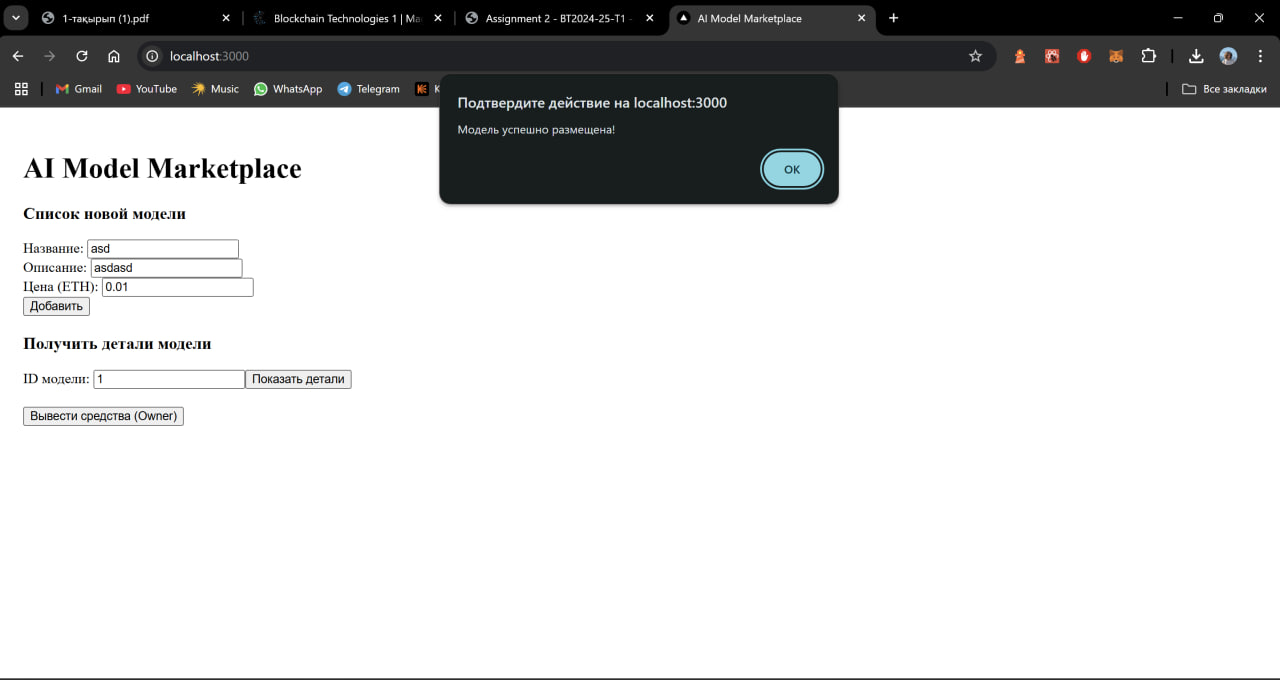 1-тақырып (1).pdf
Blockchain Technologies 1 | Ma
Assignment 2 - BT2024-25-T1 -
AI Model Marketplace
localhost:3000
Gmail
YouTube
Music
WhatsApp
Telegram
Все закладки
Подтвердите действие на localhost:3000
Модель успешно размещена!
ОК
AI Model Marketplace
Список новой модели
Название: asd
Описание: asdasd
Цена (ETH): 0.01
Добавить
Получить детали модели
ID модели: 1 Показать детали
Вывести средства (Owner)